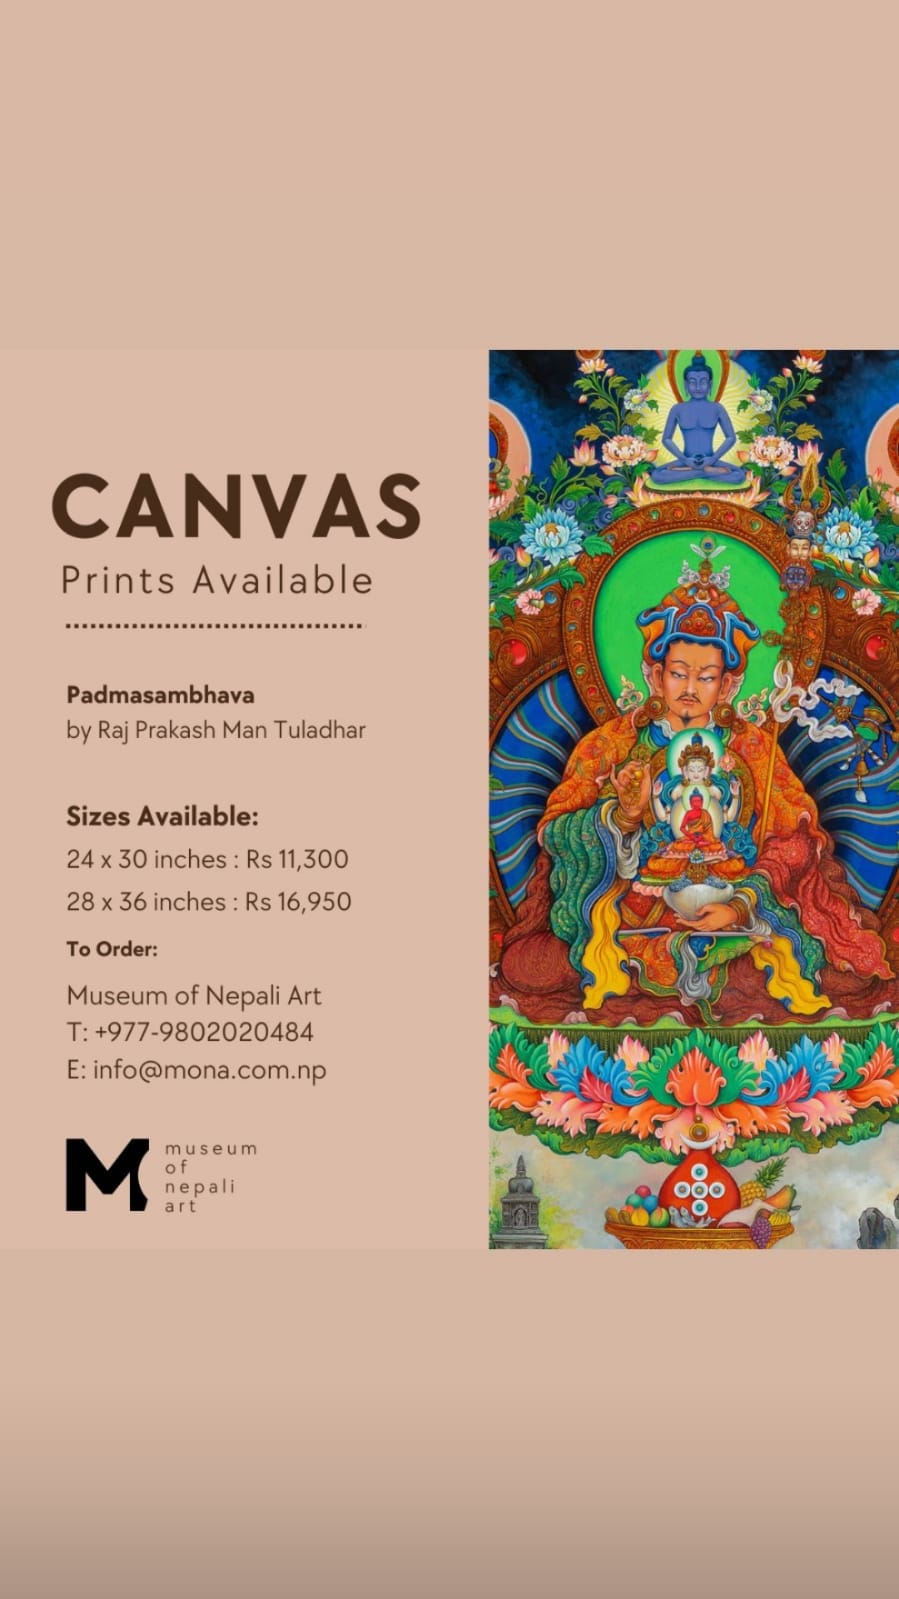 CANVAS
Prints Available
Padmasambhava
by Raj Prakash Man Tuladhar
Sizes Available:
24 x 30 inches : Rs 11,300
28 x 36 inches : Rs 16,950
To Order:
Museum of Nepali Art
T: +977-9802020484
E: info@mona.com.np
M
museum
of
nepali
art